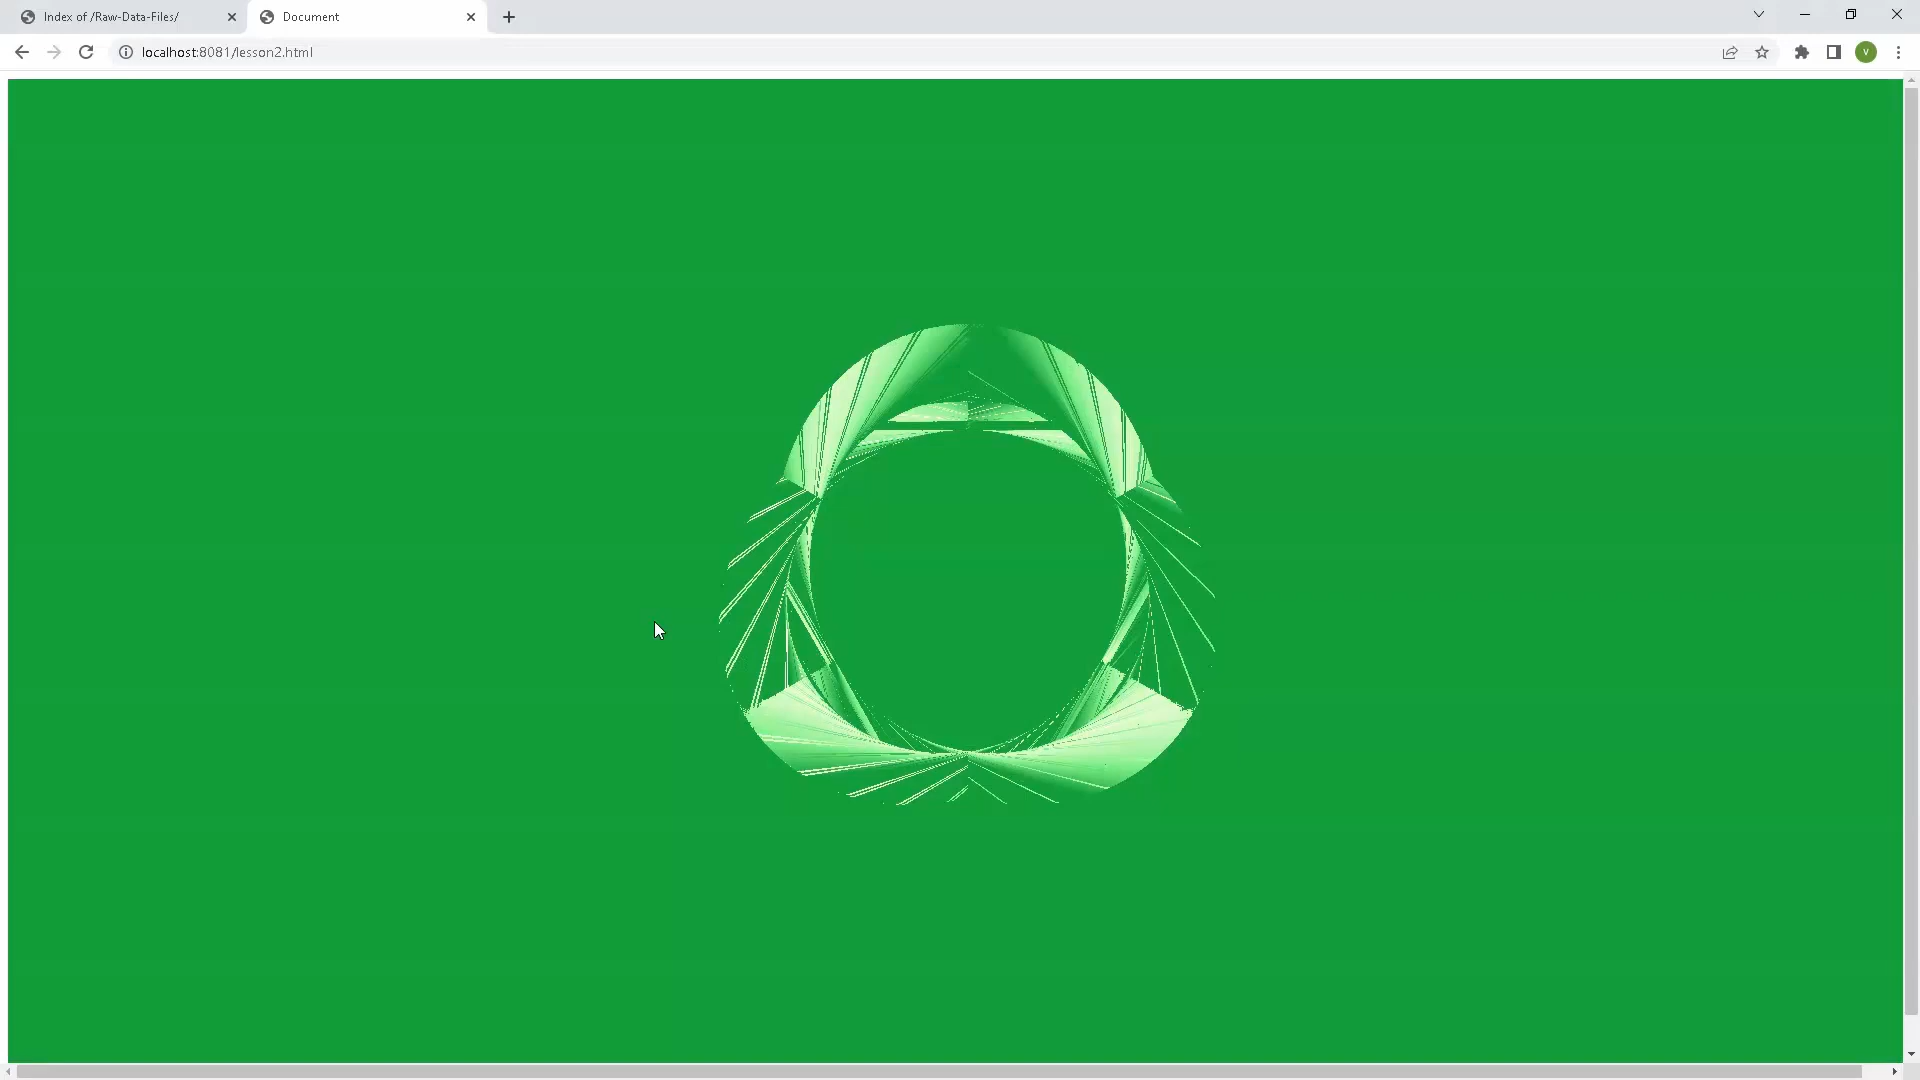 Index of /Raw-Data-Files/
Document
localhost:8081/lesson2.html
V